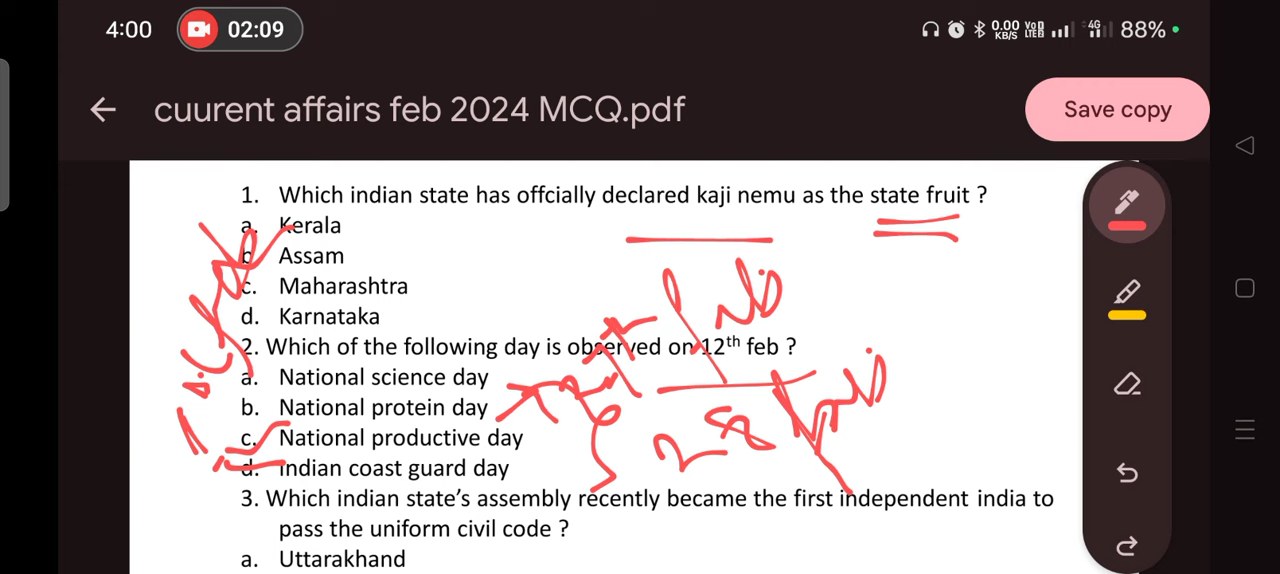 4:00 02:09 0.00 KB/S 4G 88%
cuurent affairs feb 2024 MCQ.pdf Save copy
1. Which indian state has offcially declared kaji nemu as the state fruit ?
a. Kerala
b. Assam
c. Maharashtra
d. Karnataka
2. Which of the following day is observed on 12th feb ?
a. National science day
b. National protein day
c. National productive day
d. Indian coast guard day
28
3. Which indian state's assembly recently became the first independent india to
pass the uniform civil code ?
a. Uttarakhand